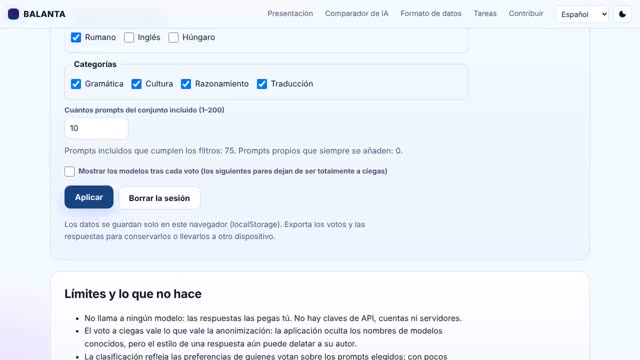 BALANTA
Presentación
Comparador de IA
Formato de datos
Tareas
Contribuir
Español
Rumano
Inglés
Húngaro
Categorías
Gramática
Cultura
Razonamiento
Traducción
Cuántos prompts del conjunto incluido (1–200)
10
Prompts incluidos que cumplen los filtros: 75. Prompts propios que siempre se añaden: 0.
Mostrar los modelos tras cada voto (los siguientes pares dejan de ser totalmente a ciegas)
Aplicar
Borrar la sesión
Los datos se guardan solo en este navegador (localStorage). Exporta los votos y las
respuestas para conservarlos o llevarlos a otro dispositivo.
Límites y lo que no hace
No llama a ningún modelo: las respuestas las pegas tú. No hay claves de API, cuentas ni servidores.
El voto a ciegas vale lo que vale la anonimización: la aplicación oculta los nombres de modelos
conocidos, pero el estilo de una respuesta aún puede delatar a su autor.
La clasificación refleja las preferencias de quienes votan sobre los prompts elegidos; con pocos